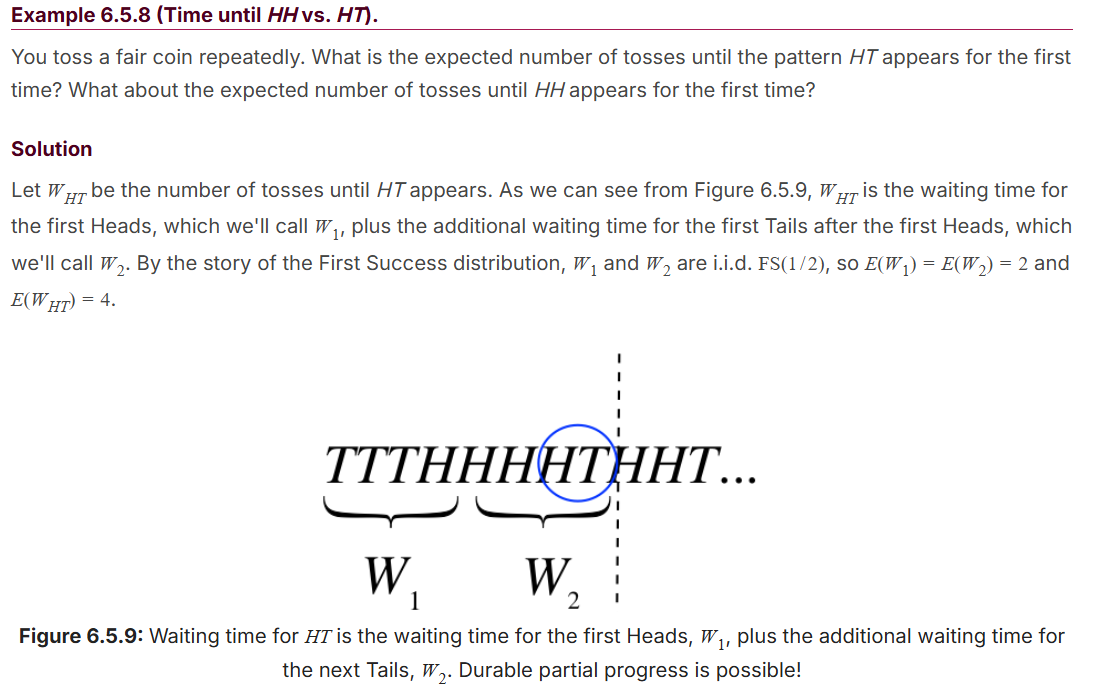 Example 6.5.8 (Time until HH vs. HT).
You toss a fair coin repeatedly. What is the expected number of tosses until the pattern HT appears for the first
time? What about the expected number of tosses until HH appears for the first time?
Solution
Let W_HT be the number of tosses until HT appears. As we can see from Figure 6.5.9, W_HT is the waiting time for
the first Heads, which we'll call W_1, plus the additional waiting time for the first Tails after the first Heads, which
we'll call W_2. By the story of the First Success distribution, W_1 and W_2 are i.i.d. FS(1/2), so E(W_1) = E(W_2) = 2 and
E(W_HT) = 4.
TTTHHHHTHHT...
W_1 W_2
Figure 6.5.9: Waiting time for HT is the waiting time for the first Heads, W_1, plus the additional waiting time for
the next Tails, W_2. Durable partial progress is possible!